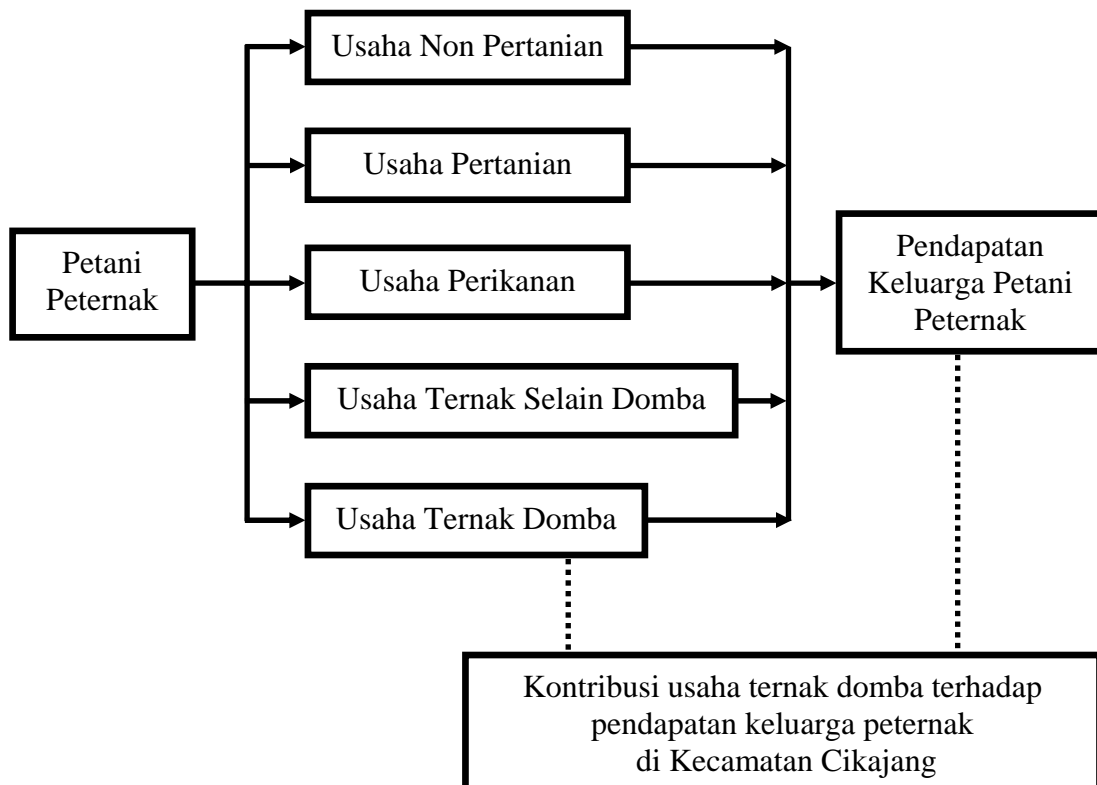 Usaha Non Pertanian
Usaha Pertanian
Petani
Peternak
Usaha Perikanan
Pendapatan
Keluarga Petani
Peternak
Usaha Ternak Selain Domba
Usaha Ternak Domba
Kontribusi usaha ternak domba terhadap
pendapatan keluarga peternak
di Kecamatan Cikajang